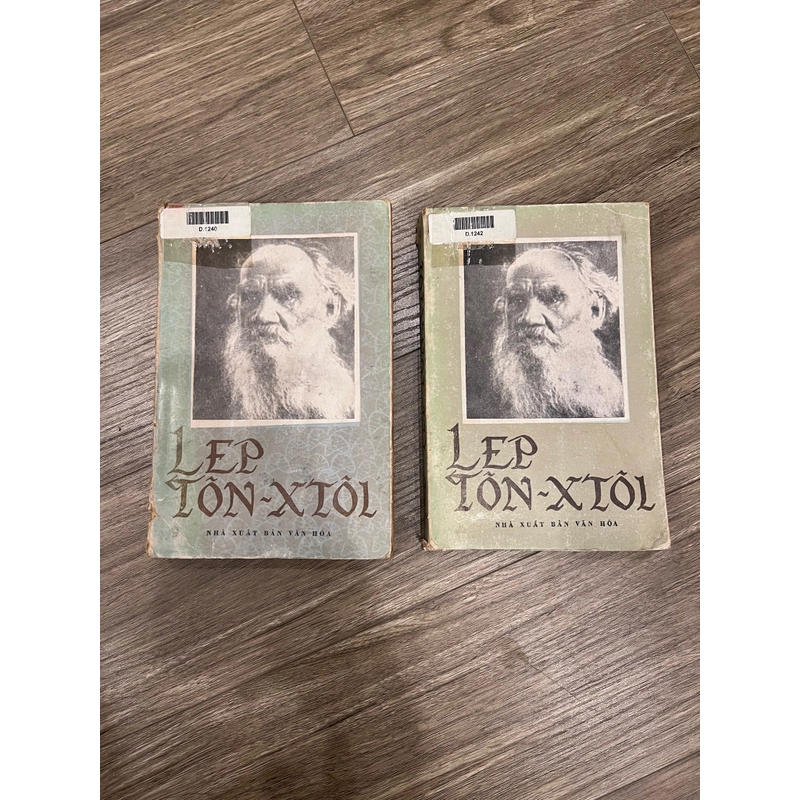 D.1240
LEP
TÔN-XTÔI
NHÀ XUẤT BẢN VĂN HÓA
D.1242
LEP
TÔN-XTÔI
NHÀ XUẤT BẢN VĂN HÓA